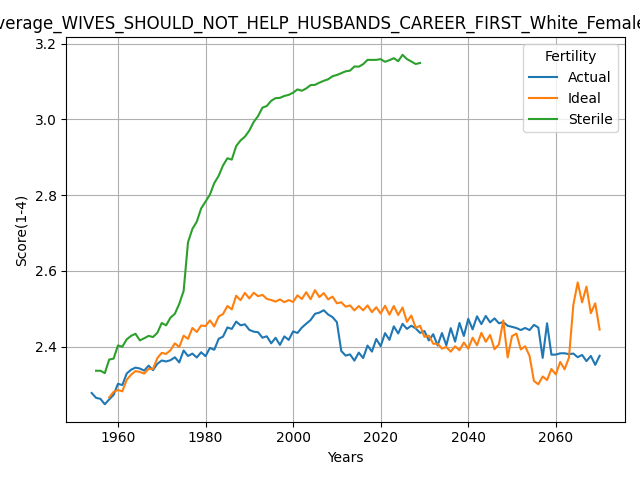 verage_WIVES_SHOULD_NOT_HELP_HUSBANDS_CAREER_FIRST_White_Female
Fertility
Actual
Ideal
Sterile
Score(1-4)
3.2
3.0
2.8
2.6
2.4
1960 1980 2000 2020 2040 2060
Years